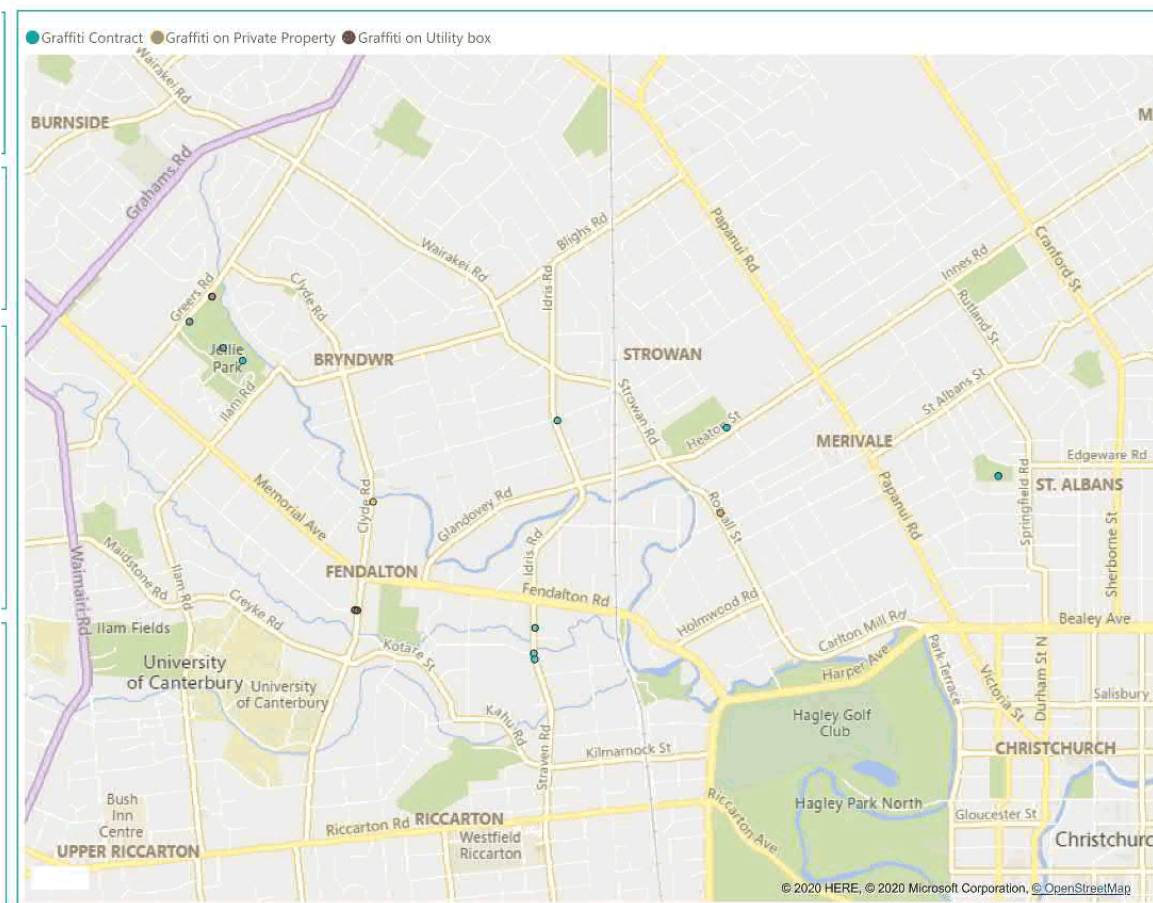 Graffiti Contract Graffiti on Private Property Graffiti on Utility box
Wairakei Rd
BURNSIDE
M
Grahams Rd
Papanui Rd
Blighs Rd
Wairakei Rd
Cranford St
Innes Rd
Idris Rd
Clyde Rd
Greers Rd
Rutland St
Jellie
Park
BRYNDWR
STROWAN
Ilam Rd
Strowan Rd
St Albans St
Heaton St
MERIVALE
Edgeware Rd
ST. ALBANS
Springfield Rd
Memorial Ave
Clyde Rd
Glandovey Rd
Papanui Rd
Sherborne St
Idris Rd
Waimairi Rd
Maidstone Rd
Ilam Rd
FENDALTON
Fendalton Rd
Creyke Rd
Holmwood Rd
Bealey Ave
Ilam Fields
Carlton Mill Rd
Kotare St
Harper Ave
Park Terrace
University
of Canterbury
University
of Canterbury
Victoria St
Durham St N
Salisbury
Hagley Golf
Club
Kahu Rd
Straven Rd
Kilmarnock St
CHRISTCHURCH
Bush
Inn
Centre
Hagley Park North
Riccarton Ave
Gloucester St
Riccarton Rd
RICCARTON
Westfield
Riccarton
UPPER RICCARTON
Christchurc
© 2020 HERE, © 2020 Microsoft Corporation, © OpenStreetMap